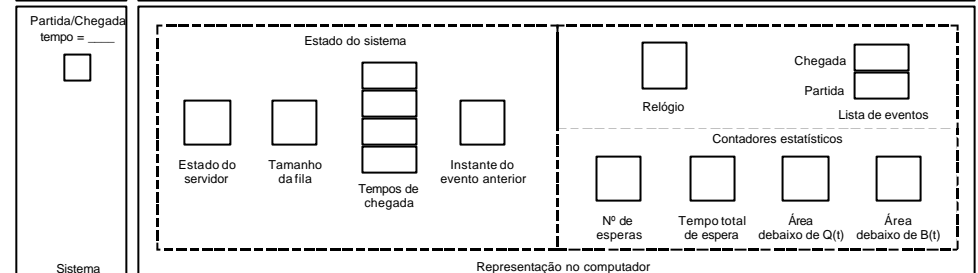 Partida/Chegada
tempo = ____
Sistema
Estado do sistema
Estado do
servidor
Tamanho
da fila
Tempos de
chegada
Instante do
evento anterior
Relógio
Chegada
Partida
Lista de eventos
Contadores estatísticos
Nº de
esperas
Tempo total
de espera
Área
debaixo de Q(t)
Área
debaixo de B(t)
Representação no computador